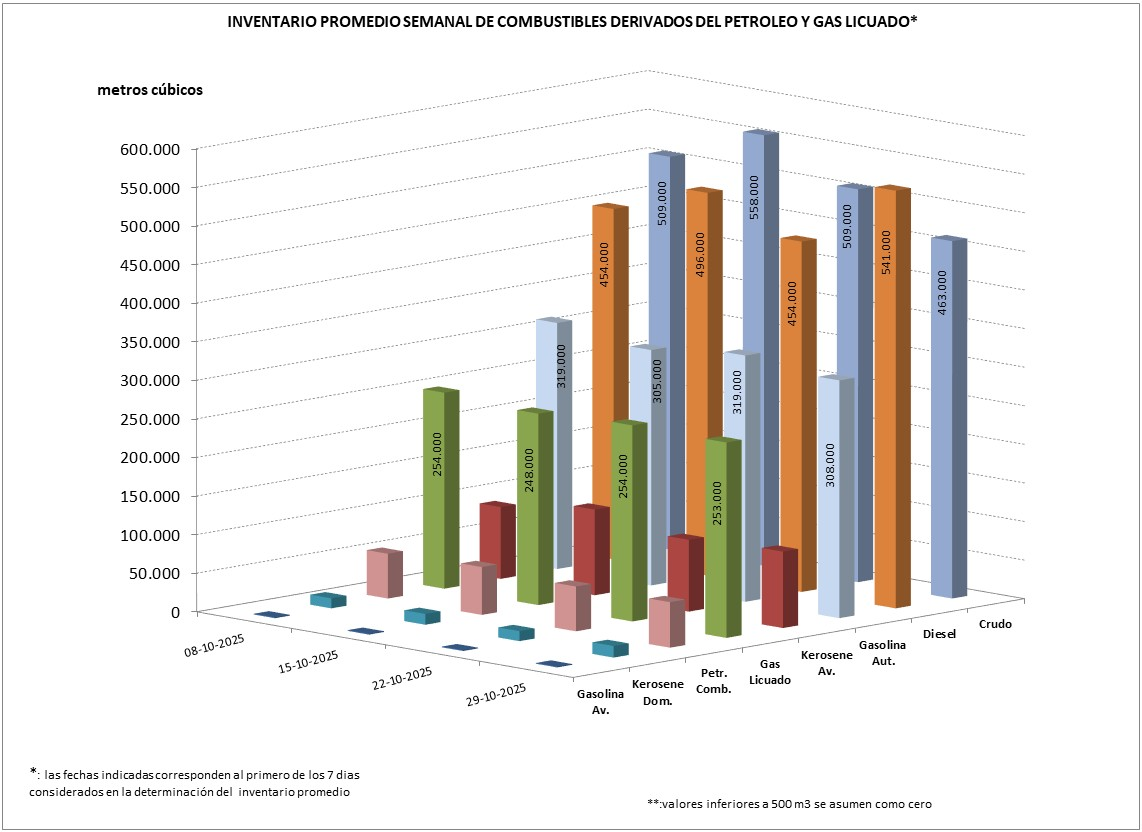 INVENTARIO PROMEDIO SEMANAL DE COMBUSTIBLES DERIVADOS DEL PETROLEO Y GAS LICUADO*
metros cúbicos
600.000
550.000
500.000
450.000
400.000
350.000
300.000
250.000
200.000
150.000
100.000
50.000
0
509.000
558.000
509.000
463.000
454.000
496.000
454.000
541.000
319.000
305.000
319.000
308.000
254.000
248.000
254.000
253.000
08-10-2025
15-10-2025
22-10-2025
29-10-2025
Gasolina
Av.
Kerosene
Dom.
Petr.
Comb.
Gas
Licuado
Kerosene
Av.
Gasolina
Aut.
Diesel
Crudo
*: las fechas indicadas corresponden al primero de los 7 dias
considerados en la determinación del inventario promedio
**:valores inferiores a 500 m3 se asumen como cero